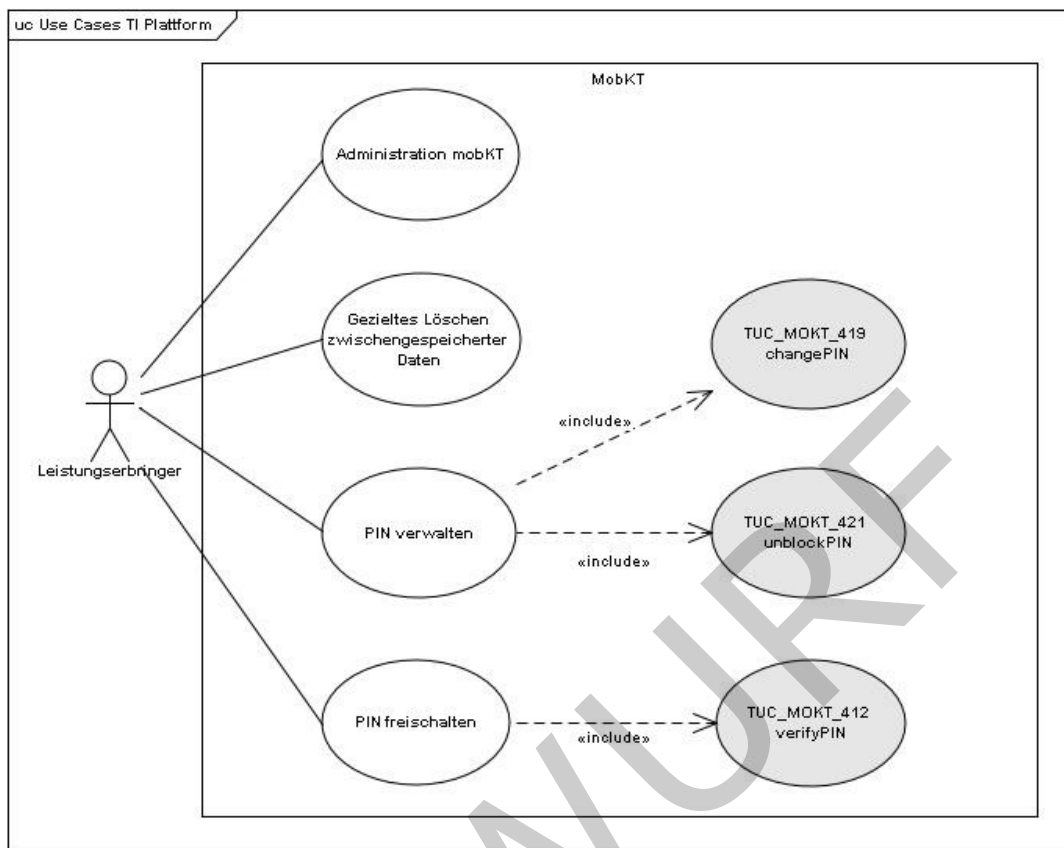 uc Use Cases TI Plattform
MobKT
Administration mobKT
Gezieltes Löschen
zwischengespeicherter
Daten
TUC_MOKT_419
changePIN
«include»
Leistungserbringer
PIN verwalten
TUC_MOKT_421
unblockPIN
«include»
PIN freischalten
TUC_MOKT_412
verifyPIN
«include»
WURF